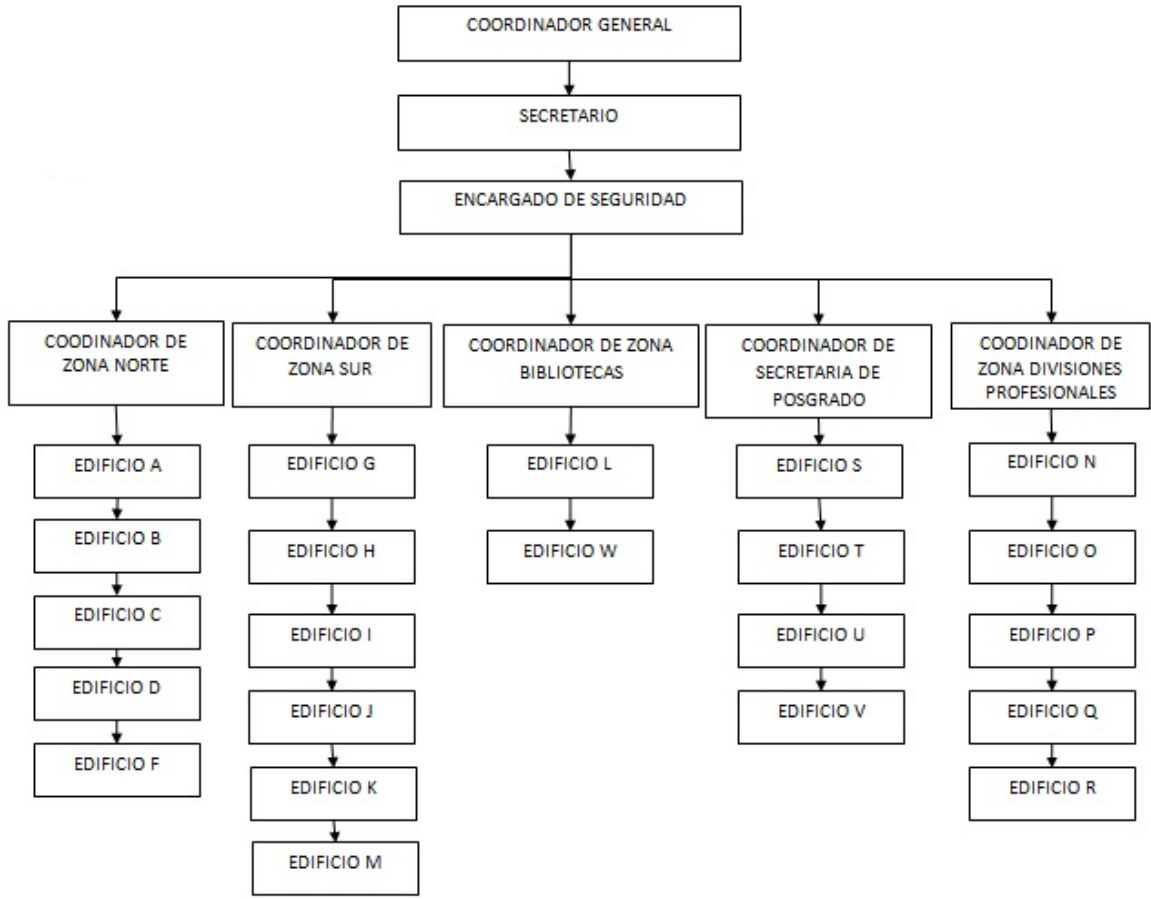 COORDINADOR GENERAL
SECRETARIO
ENCARGADO DE SEGURIDAD
COODINADOR DE
ZONA NORTE
COORDINADOR DE
ZONA SUR
COORDINADOR DE ZONA
BIBLIOTECAS
COORDINADOR DE
SECRETARIA DE
POSGRADO
COODINADOR DE
ZONA DIVISIONES
PROFESIONALES
EDIFICIO A
EDIFICIO B
EDIFICIO C
EDIFICIO D
EDIFICIO F
EDIFICIO G
EDIFICIO H
EDIFICIO I
EDIFICIO J
EDIFICIO K
EDIFICIO M
EDIFICIO L
EDIFICIO W
EDIFICIO S
EDIFICIO T
EDIFICIO U
EDIFICIO V
EDIFICIO N
EDIFICIO O
EDIFICIO P
EDIFICIO Q
EDIFICIO R